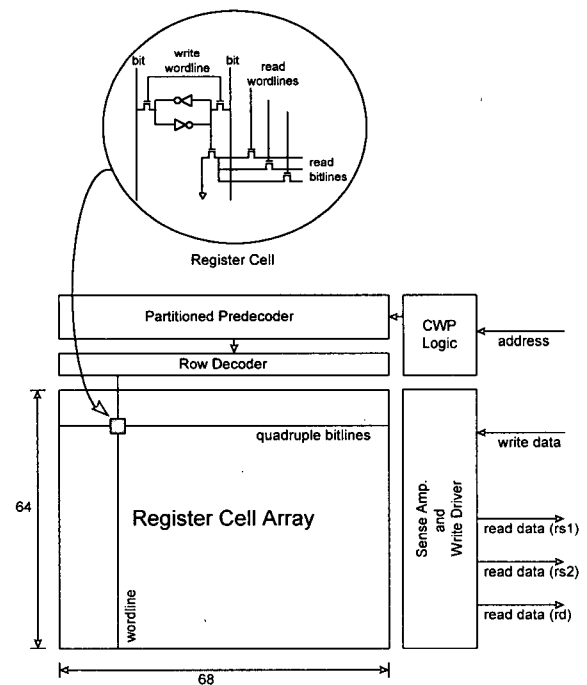 bit
write
wordline
bit
read
wordlines
read
bitlines
Register Cell
Partitioned Predecoder
CWP
Logic
address
Row Decoder
quadruple bitlines
write data
64
Register Cell Array
Sense Amp.
and
Write Driver
read data (rs1)
read data (rs2)
read data (rd)
wordline
68